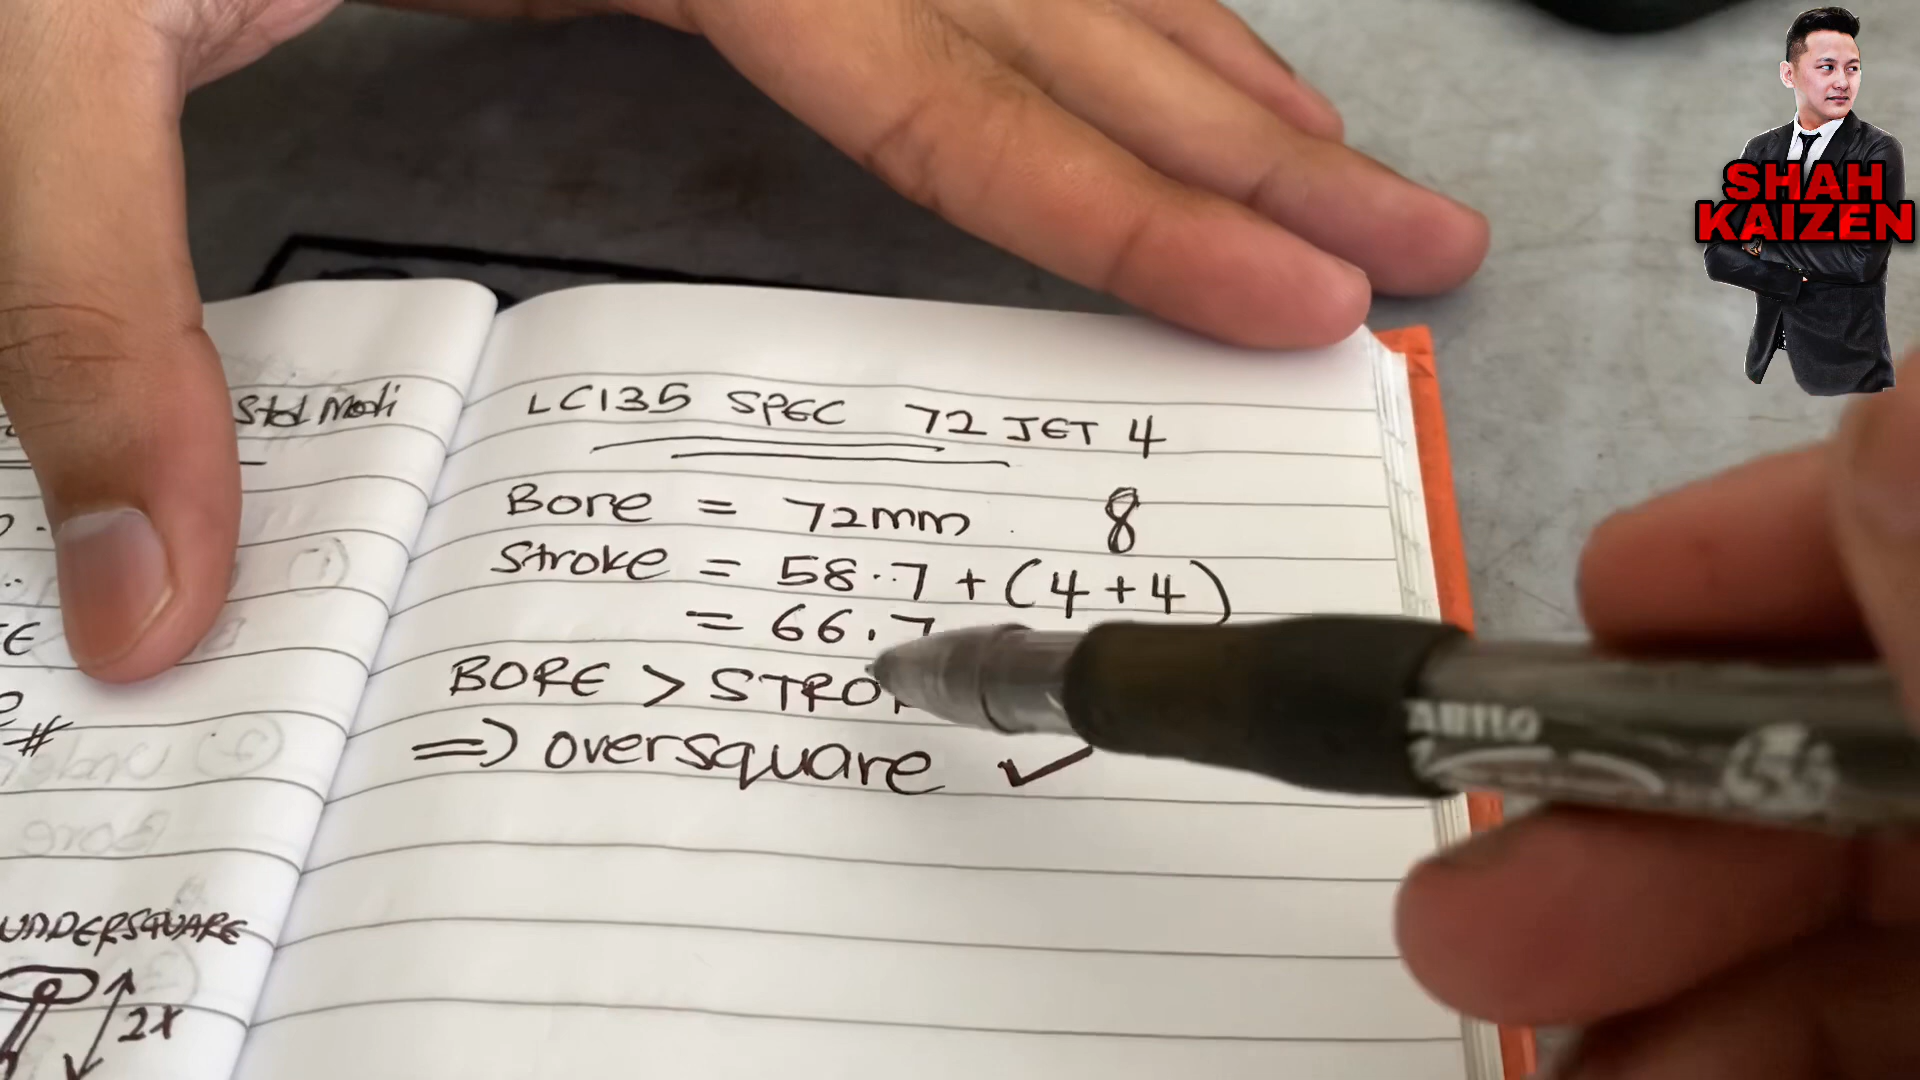 SHAH
KAIZEN
Std Modi
LC135 SPEC 72 JET 4
Bore = 72mm 8
Stroke = 58.7 + (4+4)
= 66.7
BORE > STRO
=> oversquare ✓
#
UNDERSQUARE
2x